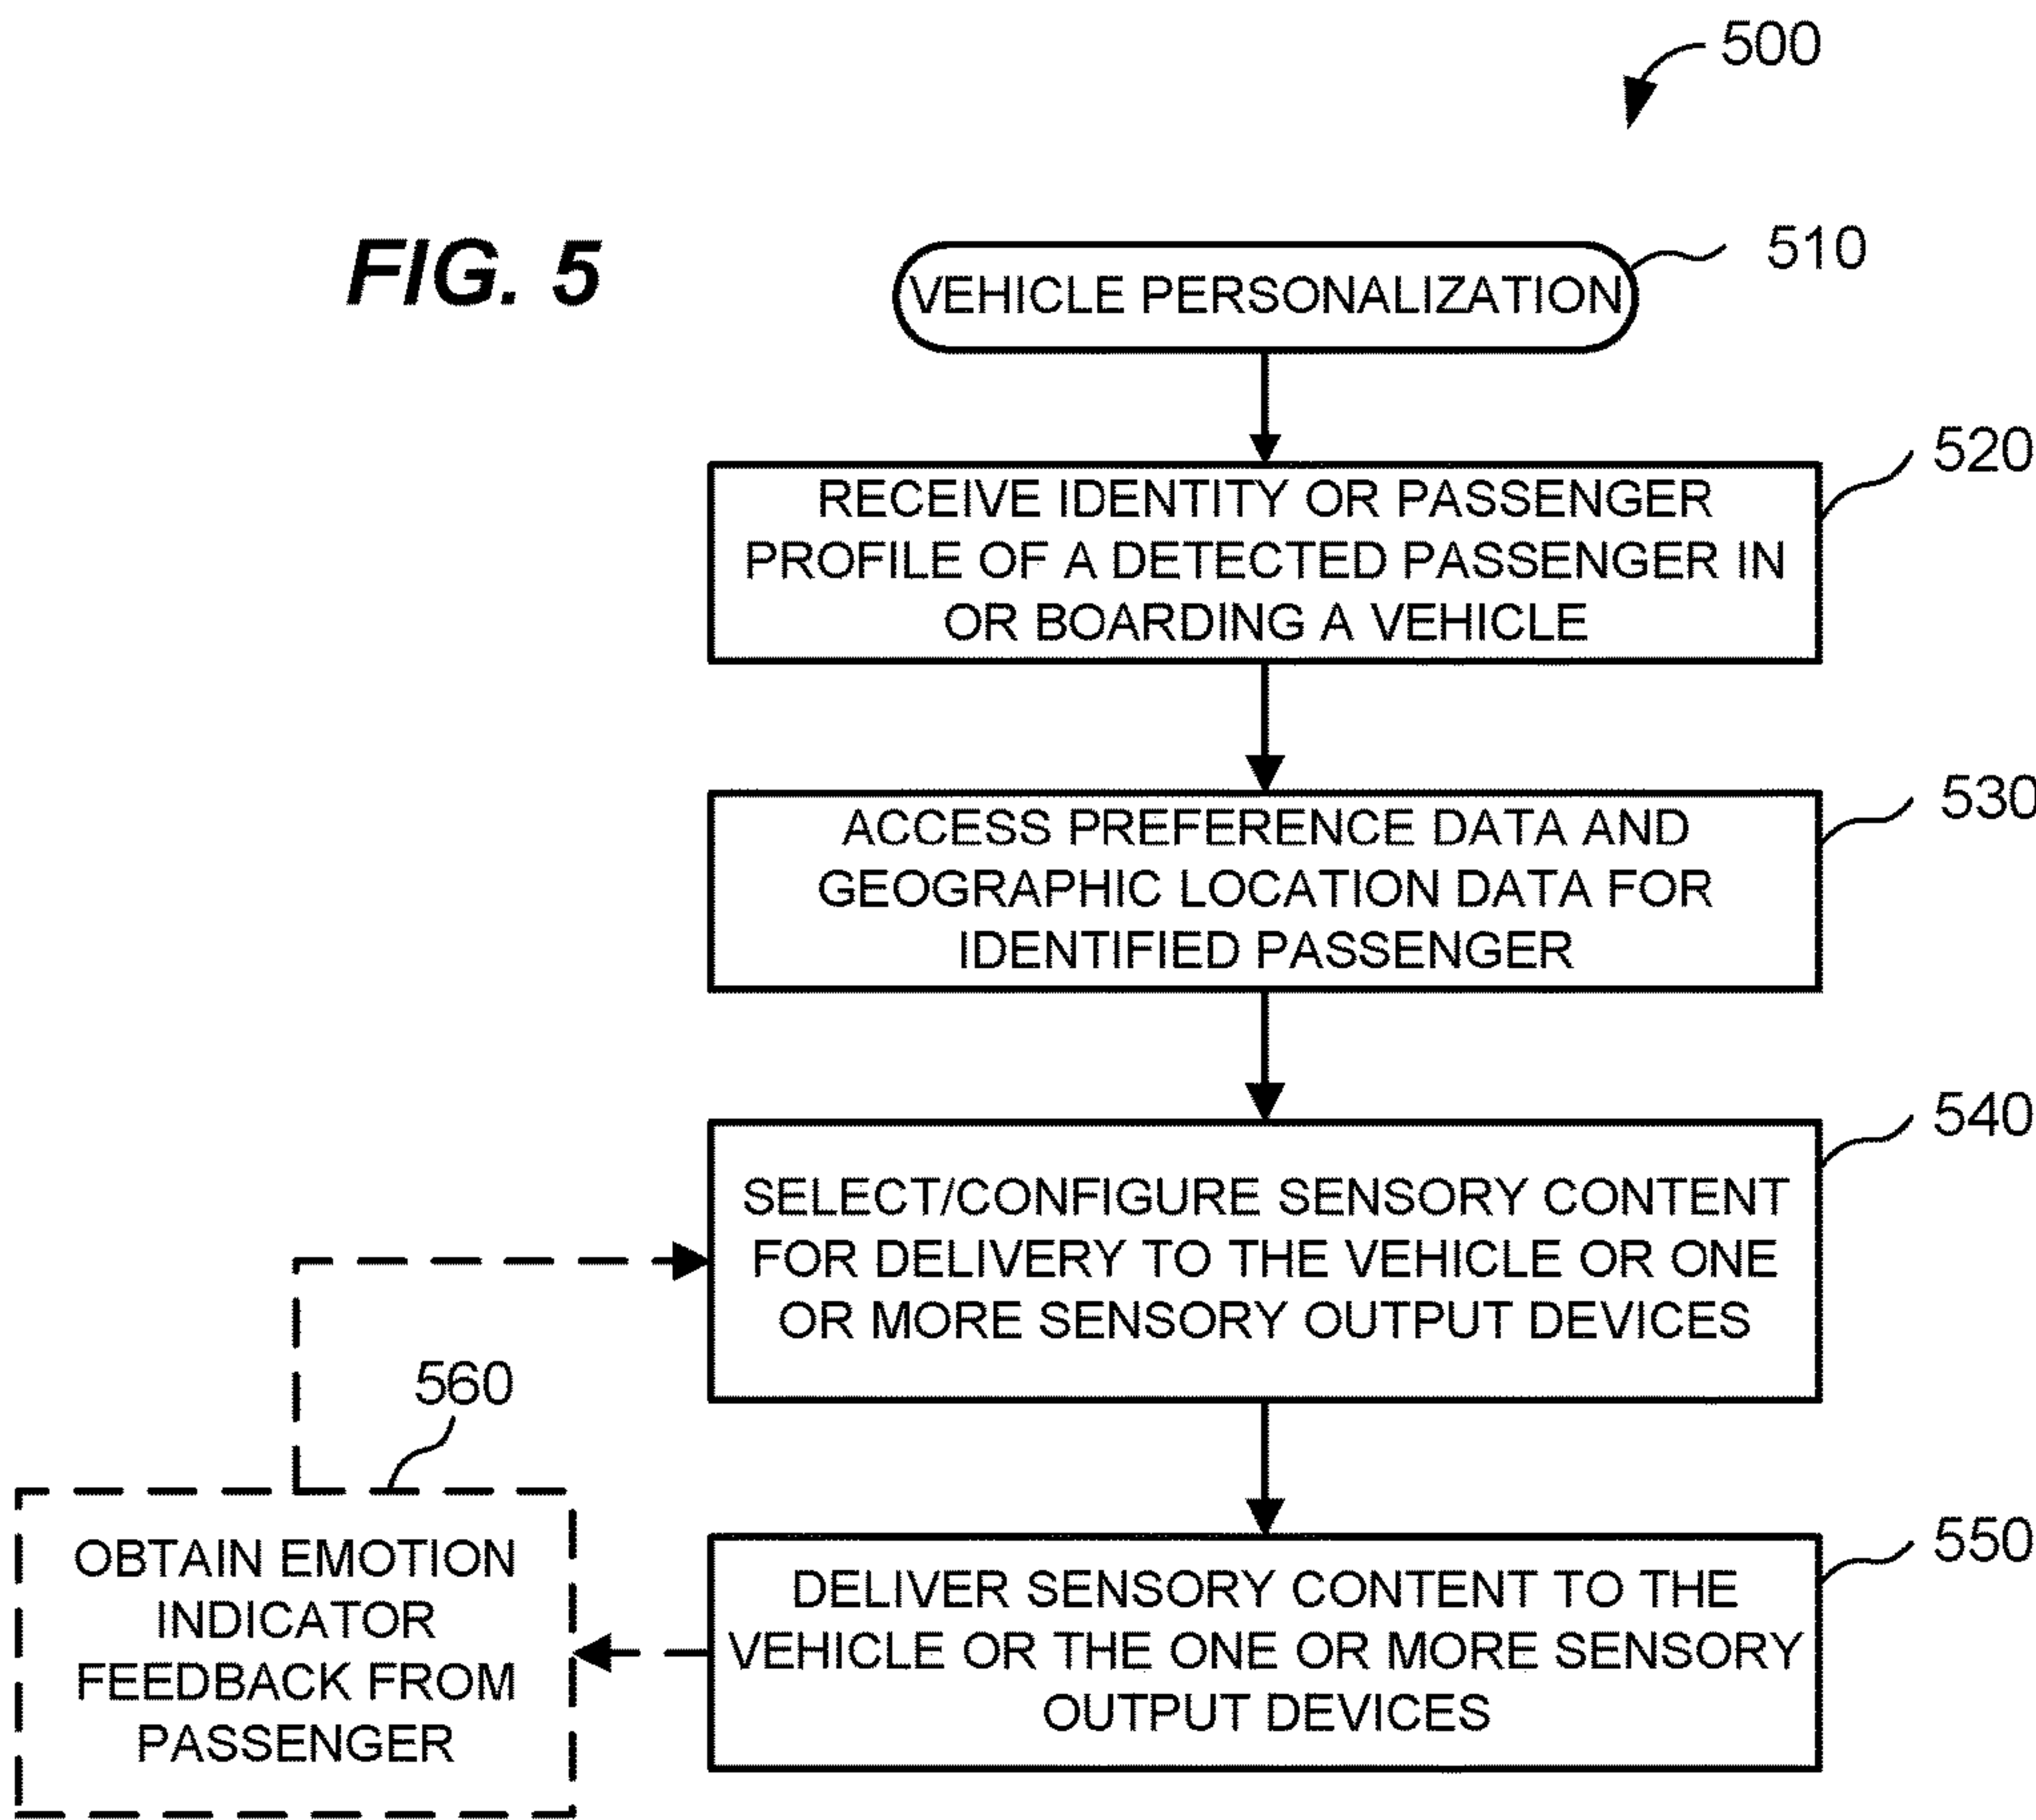 500
FIG. 5
510
VEHICLE PERSONALIZATION
520
RECEIVE IDENTITY OR PASSENGER
PROFILE OF A DETECTED PASSENGER IN
OR BOARDING A VEHICLE
530
ACCESS PREFERENCE DATA AND
GEOGRAPHIC LOCATION DATA FOR
IDENTIFIED PASSENGER
540
SELECT/CONFIGURE SENSORY CONTENT
FOR DELIVERY TO THE VEHICLE OR ONE
OR MORE SENSORY OUTPUT DEVICES
550
DELIVER SENSORY CONTENT TO THE
VEHICLE OR THE ONE OR MORE SENSORY
OUTPUT DEVICES
560
OBTAIN EMOTION
INDICATOR
FEEDBACK FROM
PASSENGER